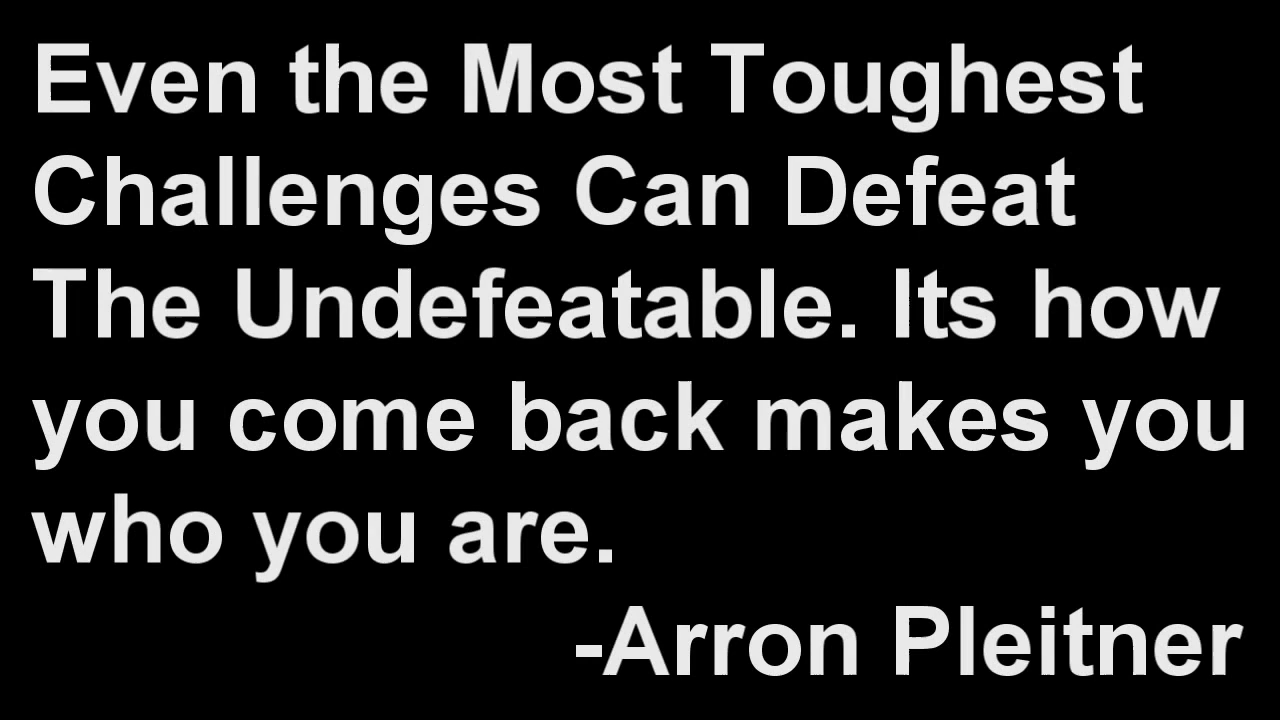 Even the Most Toughest
Challenges Can Defeat
The Undefeatable. Its how
you come back makes you
who you are.
-Arron Pleitner